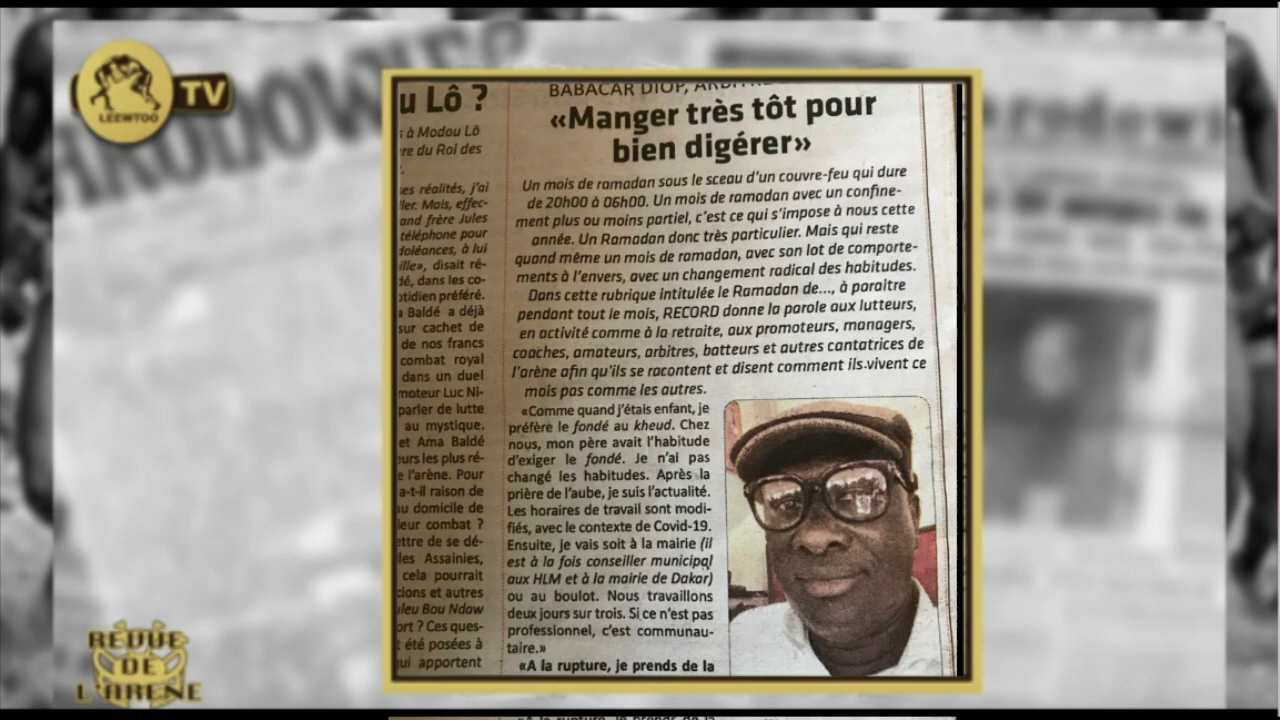 LEEWTOO
TV
REVUE
DE
L'ARENE
u Lô ?
s à Modou Lô
re du Roi des
es réalités, j'ai
ller. Mais, effec-
and frère Jules
téléphone pour
doléances, à lui
ille», disait ré-
dé, dans les co-
otidien préféré.
a Baldé a déjà
sur cachet de
de nos francs
combat royal
dans un duel
moteur Luc Ni-
parler de lutte
au mystique.
et Ama Baldé
eurs les plus ré-
e l'arène. Pour
a-t-il raison de
au domicile de
leur combat ?
ettre de se dé-
les Assainies,
cela pourrait
cions et autres
uleu Bou Ndaw
ort ? Ces ques-
t été posées à
ui apportent
BABACAR DIOP,
«Manger très tôt pour
bien digérer»
Un mois de ramadan sous le sceau d'un couvre-feu qui dure
de 20h00 à 06h00. Un mois de ramadan avec un confine-
ment plus ou moins partiel, c'est ce qui s'impose à nous cette
année. Un Ramadan donc très particulier. Mais qui reste
quand même un mois de ramadan, avec son lot de comporte-
ments à l'envers, avec un changement radical des habitudes.
Dans cette rubrique intitulée le Ramadan de..., à paraitre
pendant tout le mois, RECORD donne la parole aux lutteurs,
en activité comme à la retraite, aux promoteurs, managers,
coaches, amateurs, arbitres, batteurs et autres cantatrices de
l'arène afin qu'ils se racontent et disent comment ils.vivent ce
mois pas comme les autres.
«Comme quand j'étais enfant, je
préfère le fondé au kheud. Chez
nous, mon père avait l'habitude
d'exiger le fondé. Je n'ai pas
changé les habitudes. Après la
prière de l'aube, je suis l'actualité.
Les horaires de travail sont modi-
fiés, avec le contexte de Covid-19.
Ensuite, je vais soit à la mairie (il
est à la fois conseiller municipal
aux HLM et à la mairie de Dakar)
ou au boulot. Nous travaillons
deux jours sur trois. Si ce n'est pas
professionnel, c'est communau-
taire.»
«A la rupture, je prends de la